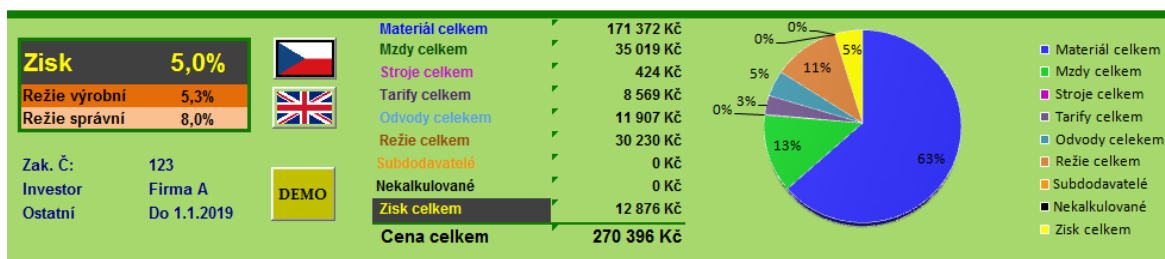 Zisk 5,0%
Režie výrobní 5,3%
Režie správní 8,0%
Zak. Č: 123
Investor Firma A
Ostatní Do 1.1.2019
DEMO
Materiál celkem 171 372 Kč
Mzdy celkem 35 019 Kč
Stroje celkem 424 Kč
Tarify celkem 8 569 Kč
Odvody celekem 11 907 Kč
Režie celkem 30 230 Kč
Subdodavatelé 0 Kč
Nekalkulované 0 Kč
Zisk celkem 12 876 Kč
Cena celkem 270 396 Kč
0%
0%
5%
11%
5%
3%
0%
13%
63%
Materiál celkem
Mzdy celkem
Stroje celkem
Tarify celkem
Odvody celekem
Režie celkem
Subdodavatelé
Nekalkulované
Zisk celkem